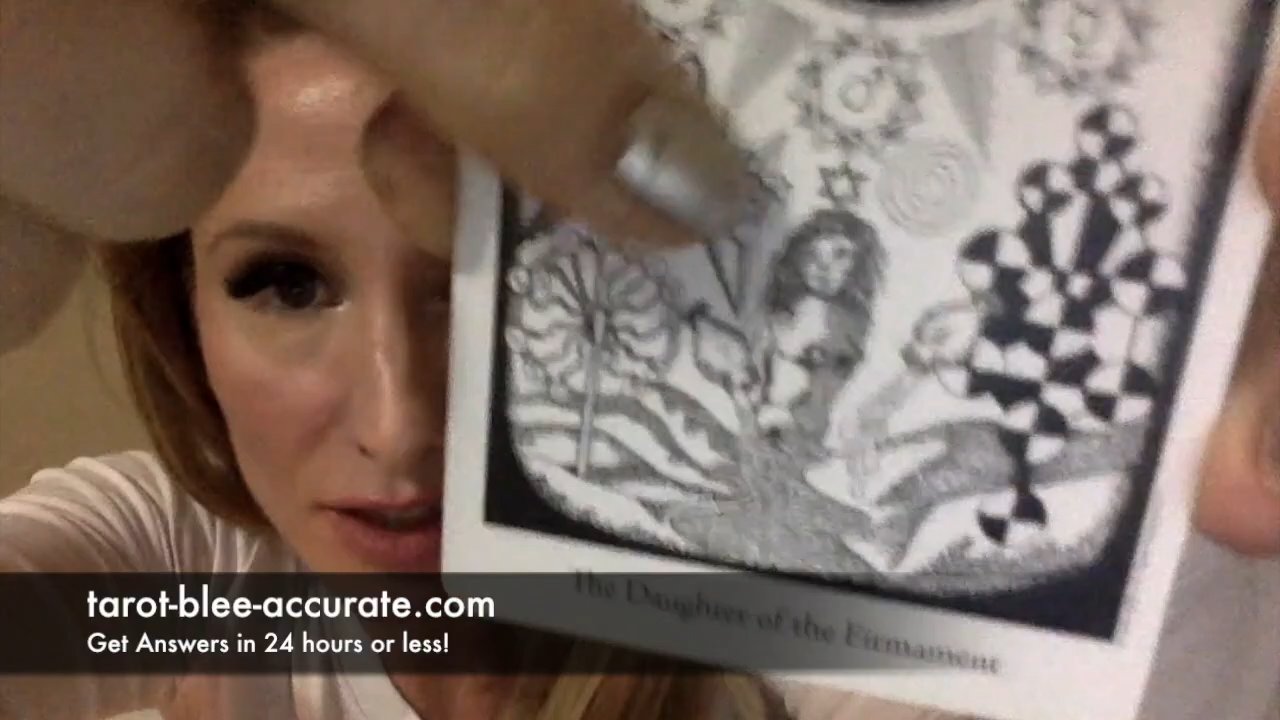 The Daughter of the Firmament
tarot-blee-accurate.com
Get Answers in 24 hours or less!